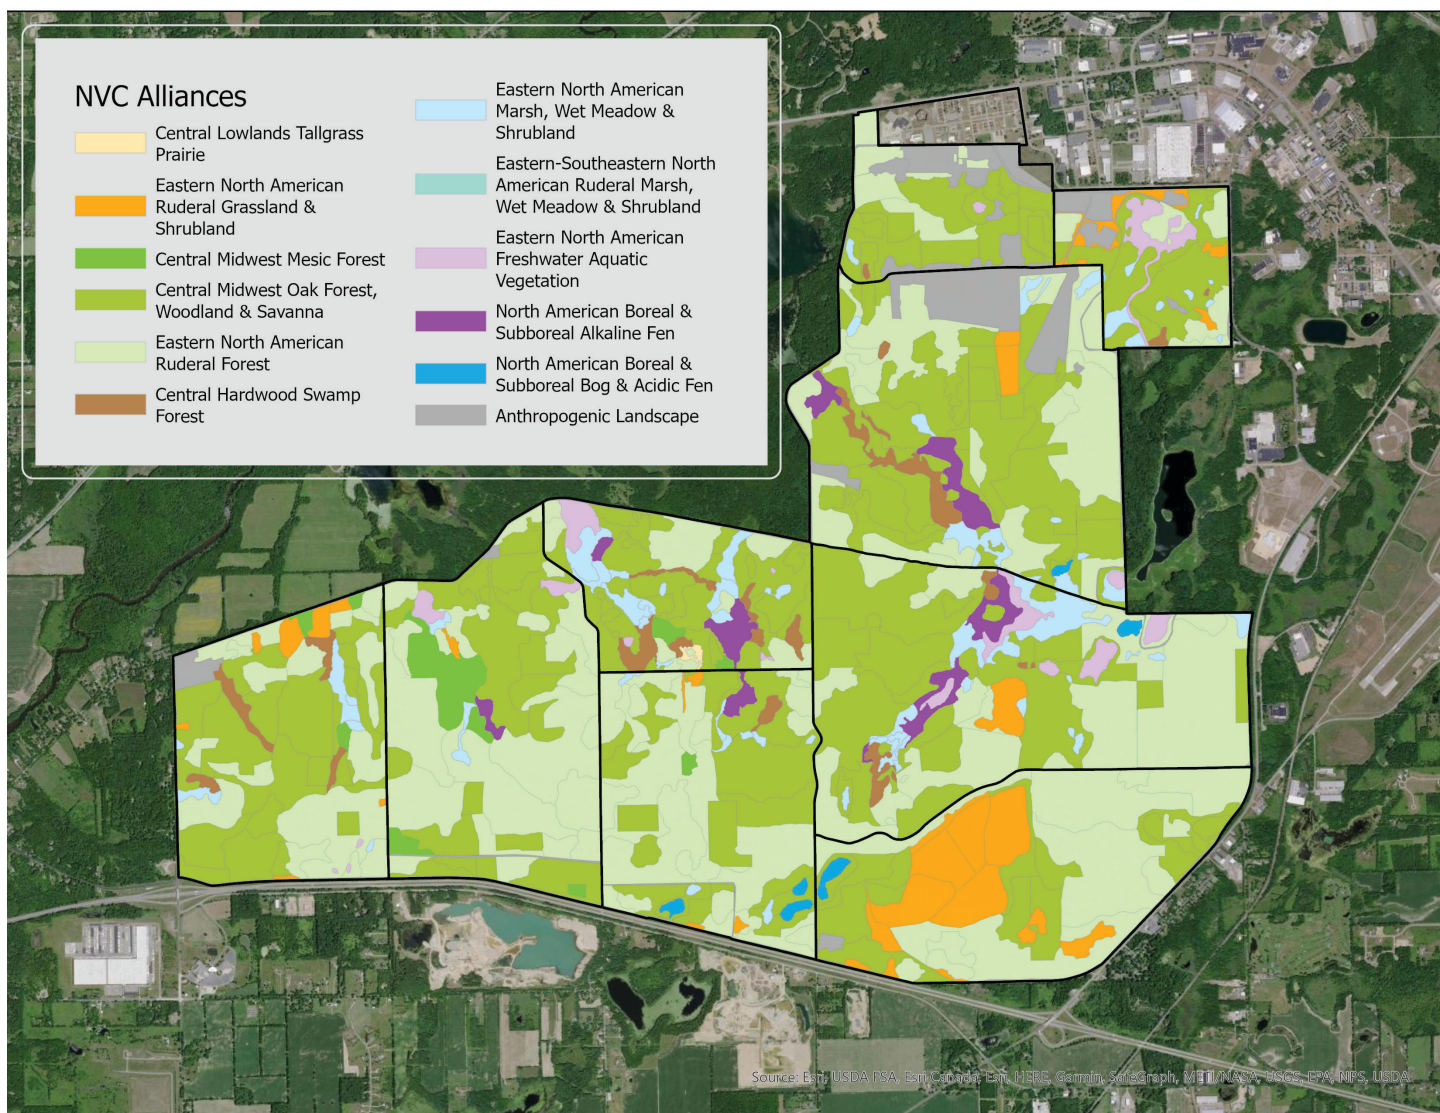 NVC Alliances
Central Lowlands Tallgrass
Prairie
Eastern North American
Ruderal Grassland &
Shrubland
Central Midwest Mesic Forest
Central Midwest Oak Forest,
Woodland & Savanna
Eastern North American
Ruderal Forest
Central Hardwood Swamp
Forest
Eastern North American
Marsh, Wet Meadow &
Shrubland
Eastern-Southeastern North
American Ruderal Marsh,
Wet Meadow & Shrubland
Eastern North American
Freshwater Aquatic
Vegetation
North American Boreal &
Subboreal Alkaline Fen
North American Boreal &
Subboreal Bog & Acidic Fen
Anthropogenic Landscape
Source: Esri, USDA FSA, Esri Canada, Esri, HERE, Garmin, SafeGraph, METI/NASA, USGS, EPA, NPS, USDA